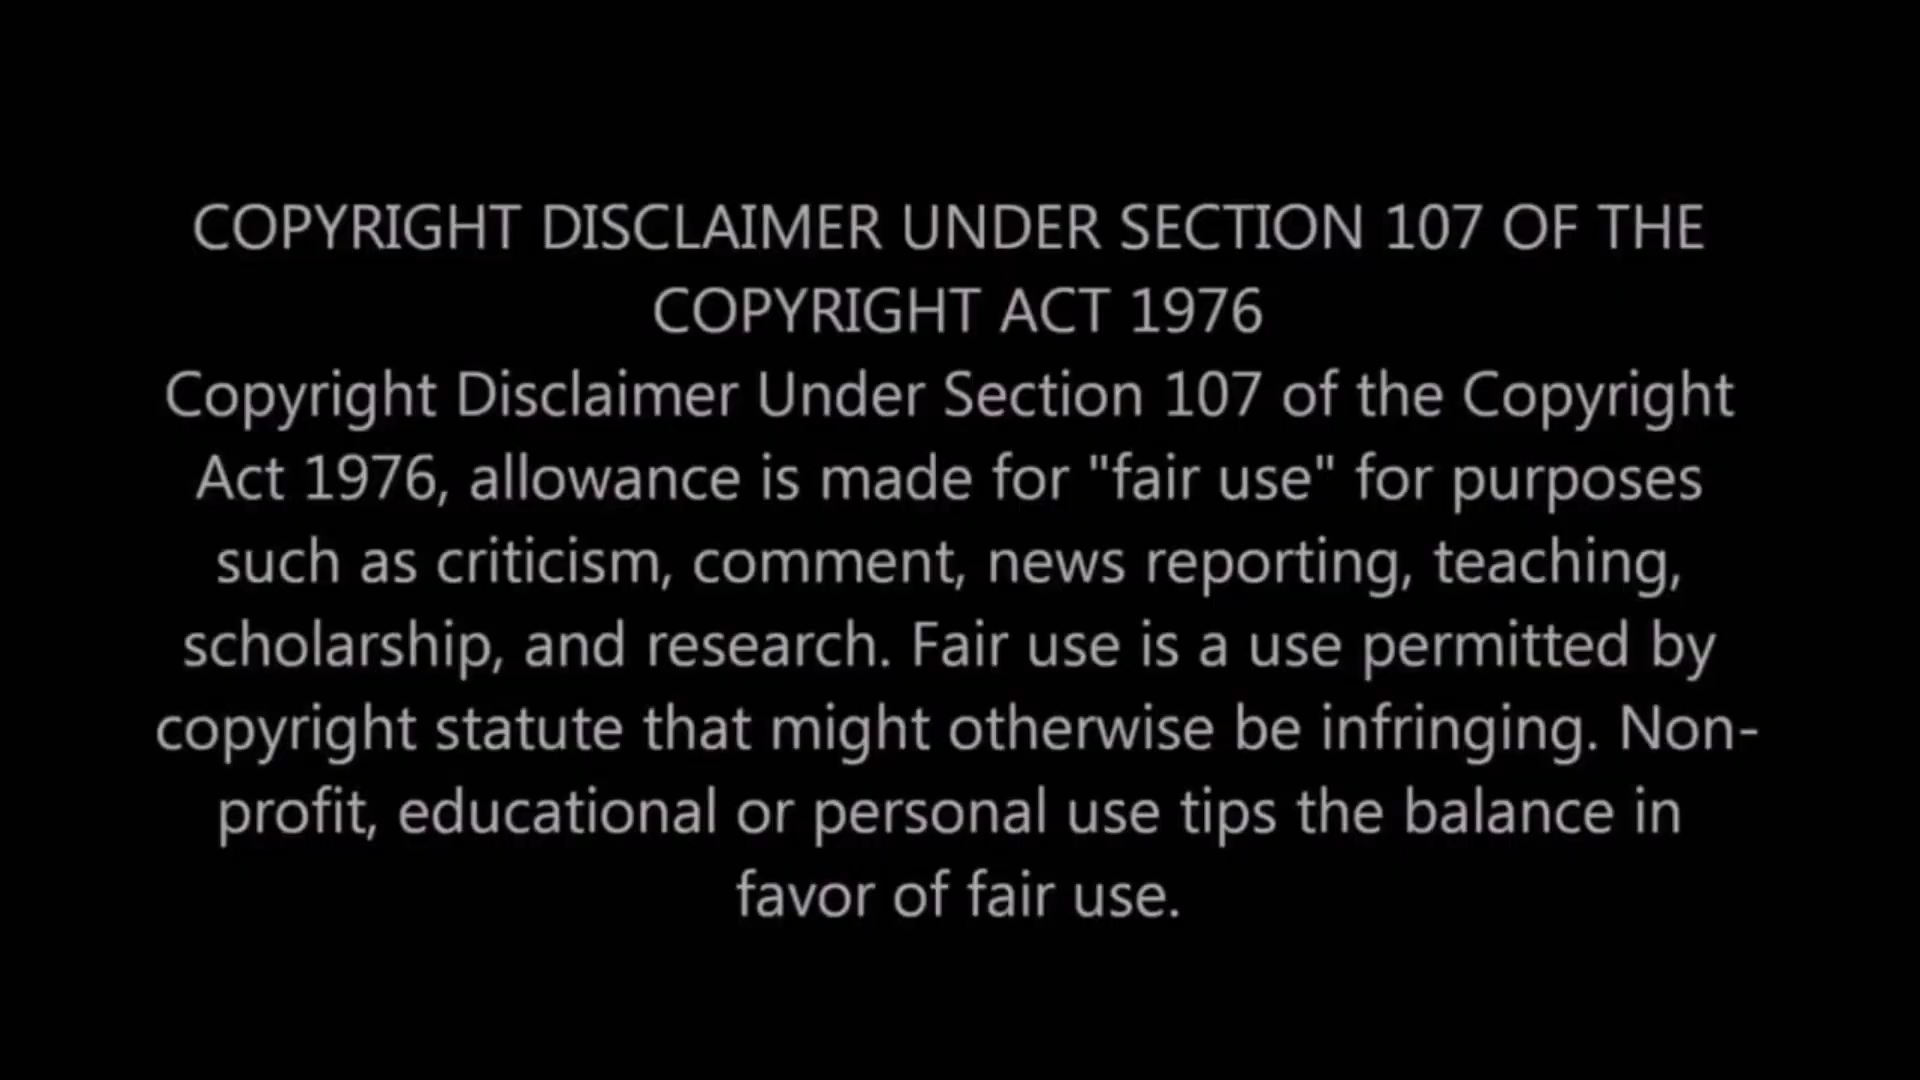 COPYRIGHT DISCLAIMER UNDER SECTION 107 OF THE
COPYRIGHT ACT 1976
Copyright Disclaimer Under Section 107 of the Copyright
Act 1976, allowance is made for "fair use" for purposes
such as criticism, comment, news reporting, teaching,
scholarship, and research. Fair use is a use permitted by
copyright statute that might otherwise be infringing. Non-
profit, educational or personal use tips the balance in
favor of fair use.